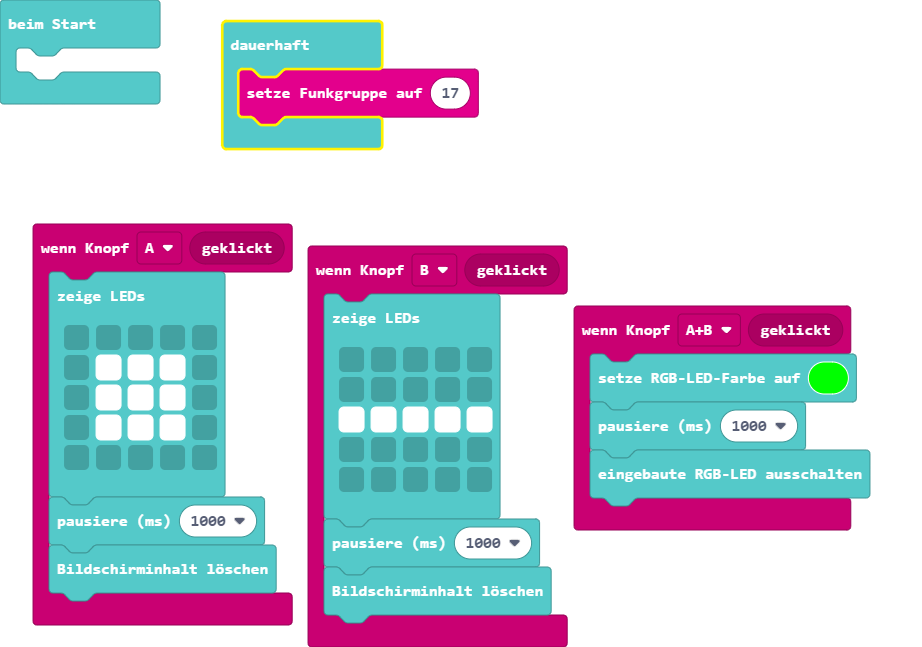 beim Start
dauerhaft
setze Funkgruppe auf 17
wenn Knopf A geklickt
zeige LEDs
pausiere (ms) 1000
Bildschirminhalt löschen
wenn Knopf B geklickt
zeige LEDs
pausiere (ms) 1000
Bildschirminhalt löschen
wenn Knopf A+B geklickt
setze RGB-LED-Farbe auf
pausiere (ms) 1000
eingebaute RGB-LED ausschalten